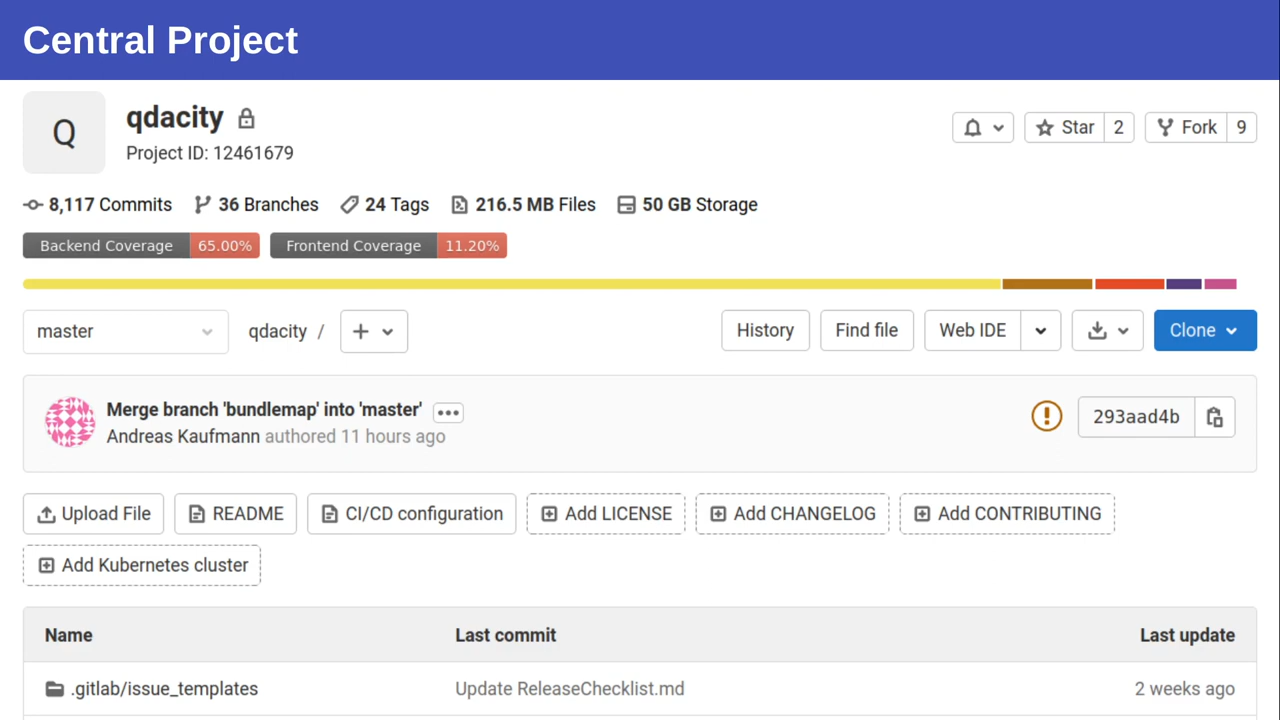 Central Project
Q
qdacity
Project ID: 12461679
Star 2
Fork 9
8,117 Commits 36 Branches 24 Tags 216.5 MB Files 50 GB Storage
Backend Coverage 65.00% Frontend Coverage 11.20%
master qdacity / + History Find file Web IDE Clone
Merge branch 'bundlemap' into 'master'
Andreas Kaufmann authored 11 hours ago
293aad4b
Upload File README CI/CD configuration Add LICENSE Add CHANGELOG Add CONTRIBUTING
Add Kubernetes cluster
Name Last commit Last update
.gitlab/issue_templates Update ReleaseChecklist.md 2 weeks ago